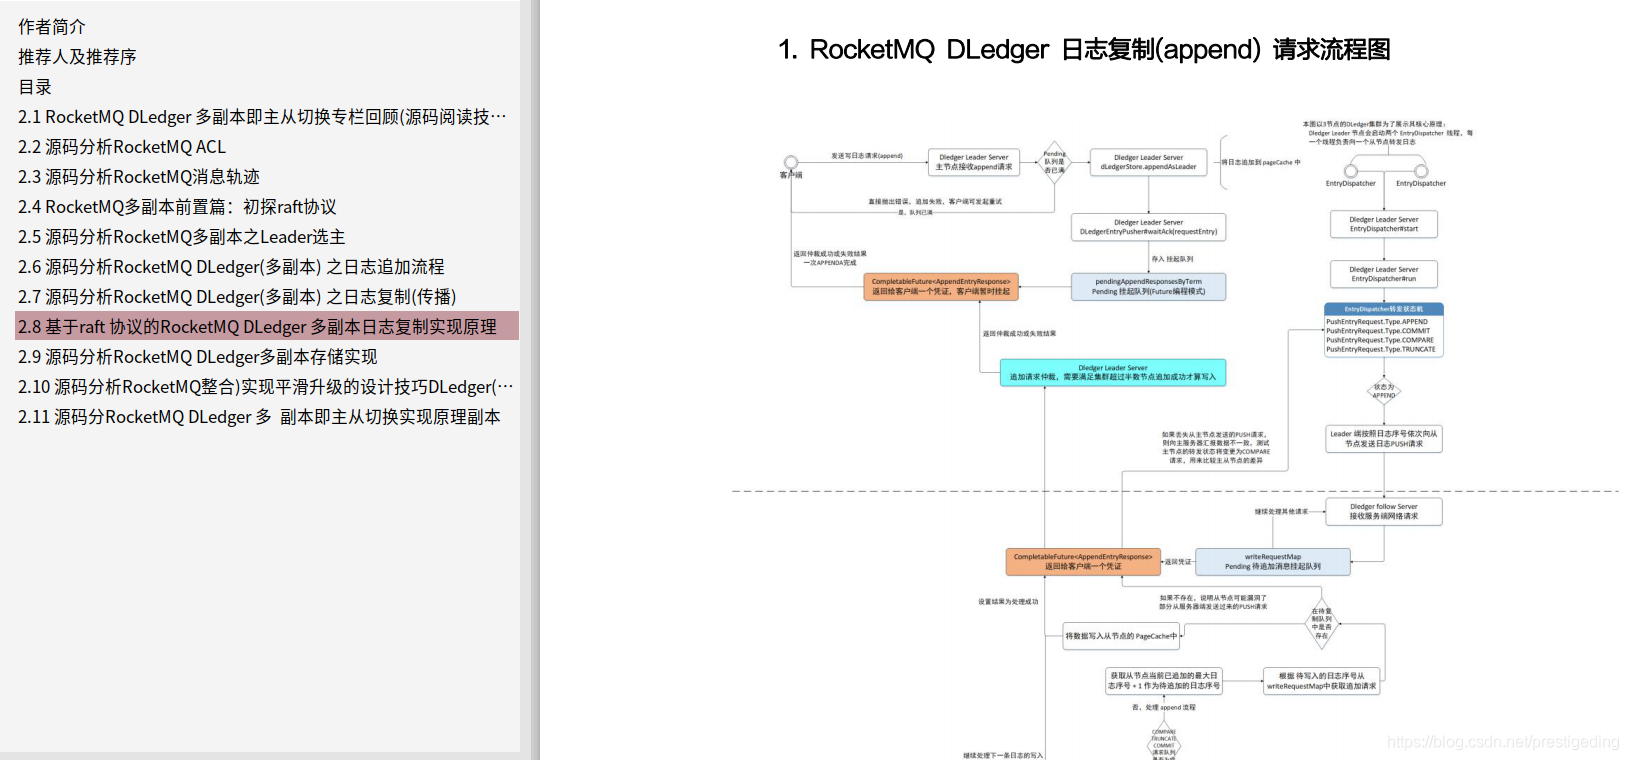 作者简介
推荐人及推荐序
目录
2.1 RocketMQ DLedger 多副本即主从切换专栏回顾(源码阅读技···
2.2 源码分析RocketMQ ACL
2.3 源码分析RocketMQ消息轨迹
2.4 RocketMQ多副本前置篇：初探raft协议
2.5 源码分析RocketMQ多副本之Leader选主
2.6 源码分析RocketMQ DLedger(多副本) 之日志追加流程
2.7 源码分析RocketMQ DLedger(多副本) 之日志复制(传播)
2.8 基于raft 协议的RocketMQ DLedger 多副本日志复制实现原理
2.9 源码分析RocketMQ DLedger多副本存储实现
2.10 源码分析RocketMQ整合)实现平滑升级的设计技巧DLedger(···
2.11 源码分RocketMQ DLedger 多 副本即主从切换实现原理副本
1. RocketMQ DLedger 日志复制(append) 请求流程图
本图以3节点的DLedger集群为了展示其核心原理：
Dledger Leader 节点会启动两个 EntryDispatcher 线程，每
一个线程负责向一个从节点转发日志
客户端
发送写日志请求(append)
Dledger Leader Server
主节点接收append请求
Pending
队列是
否已满
Dledger Leader Server
dLedgerStore.appendAsLeader
将日志追加到 pageCache 中
EntryDispatcher
EntryDispatcher
直接抛出错误，追加失败，客户端可发起重试
是，队列已满
Dledger Leader Server
DLedgerEntryPusher#waitAck(requestEntry)
Dledger Leader Server
EntryDispatcher#start
返回仲裁成功或失败结果
一次APPENDA完成
存入 挂起队列
Dledger Leader Server
EntryDispatcher#run
CompletableFuture<AppendEntryResponse>
返回给客户端一个凭证，客户端暂时挂起
pendingAppendResponsesByTerm
Pending 挂起队列(Future编程模式)
EntryDispatcher转发状态机
PushEntryRequest.Type.APPEND
PushEntryRequest.Type.COMMIT
PushEntryRequest.Type.COMPARE
PushEntryRequest.Type.TRUNCATE
返回仲裁成功或失败结果
Dledger Leader Server
追加请求仲裁，需要满足集群超过半数节点追加成功才算写入
状态为
APPEND
如果丢失从主节点发送的PUSH请求，
则向主服务器汇报数据不一致，测试
主节点的转发状态将变更为COMPARE
请求，用来比较主从节点的差异
Leader 端按照日志序号依次向从
节点发送日志PUSH请求
继续处理其他请求
Dledger follow Server
接收服务端网络请求
CompletableFuture<AppendEntryResponse>
返回给客户端一个凭证
返回凭证
writeRequestMap
Pending 待追加消息挂起队列
设置结果为处理成功
如果不存在，说明从节点可能漏洞了
部分从服务器端发送过来的PUSH请求
在待复
制队列
中是否
存在
将数据写入从节点的 PageCache中
获取从节点当前已追加的最大日
志序号 + 1 作为待追加的日志序号
根据 待写入的日志序号从
writeRequestMap中获取追加请求
否，处理 append 流程
COMPARE
TRUNCATE
COMMIT
请求队列
继续处理下一条日志的写入
https://blog.csdn.net/prestigeding